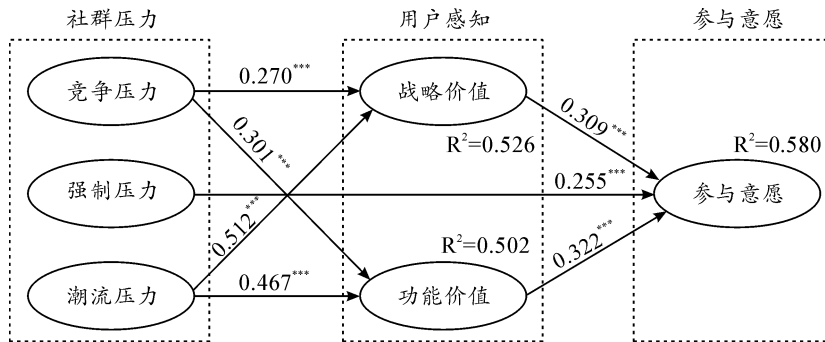 社群压力
用户感知
参与意愿
竞争压力
0.270***
战略价值
0.301***
0.309***
R²=0.526
R²=0.580
强制压力
0.255***
参与意愿
0.512***
R²=0.502
0.322***
潮流压力
0.467***
功能价值